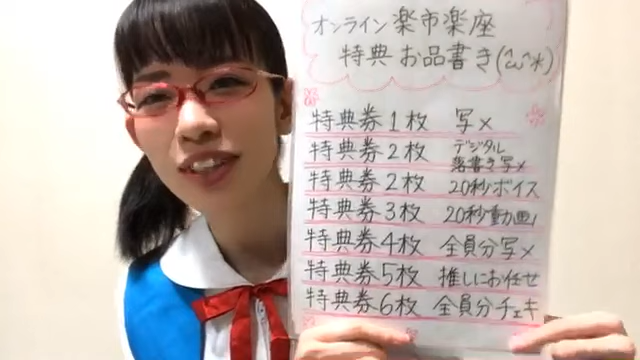 オンライン楽市楽座
特典 お品書き(^ω^*)
特典券1枚 写メ
特典券2枚 デジタル落書き写メ
特典券2枚 20秒ボイス
特典券3枚 20秒動画
特典券4枚 全員分写メ
特典券5枚 推しにお任せ
特典券6枚 全員分チェキ